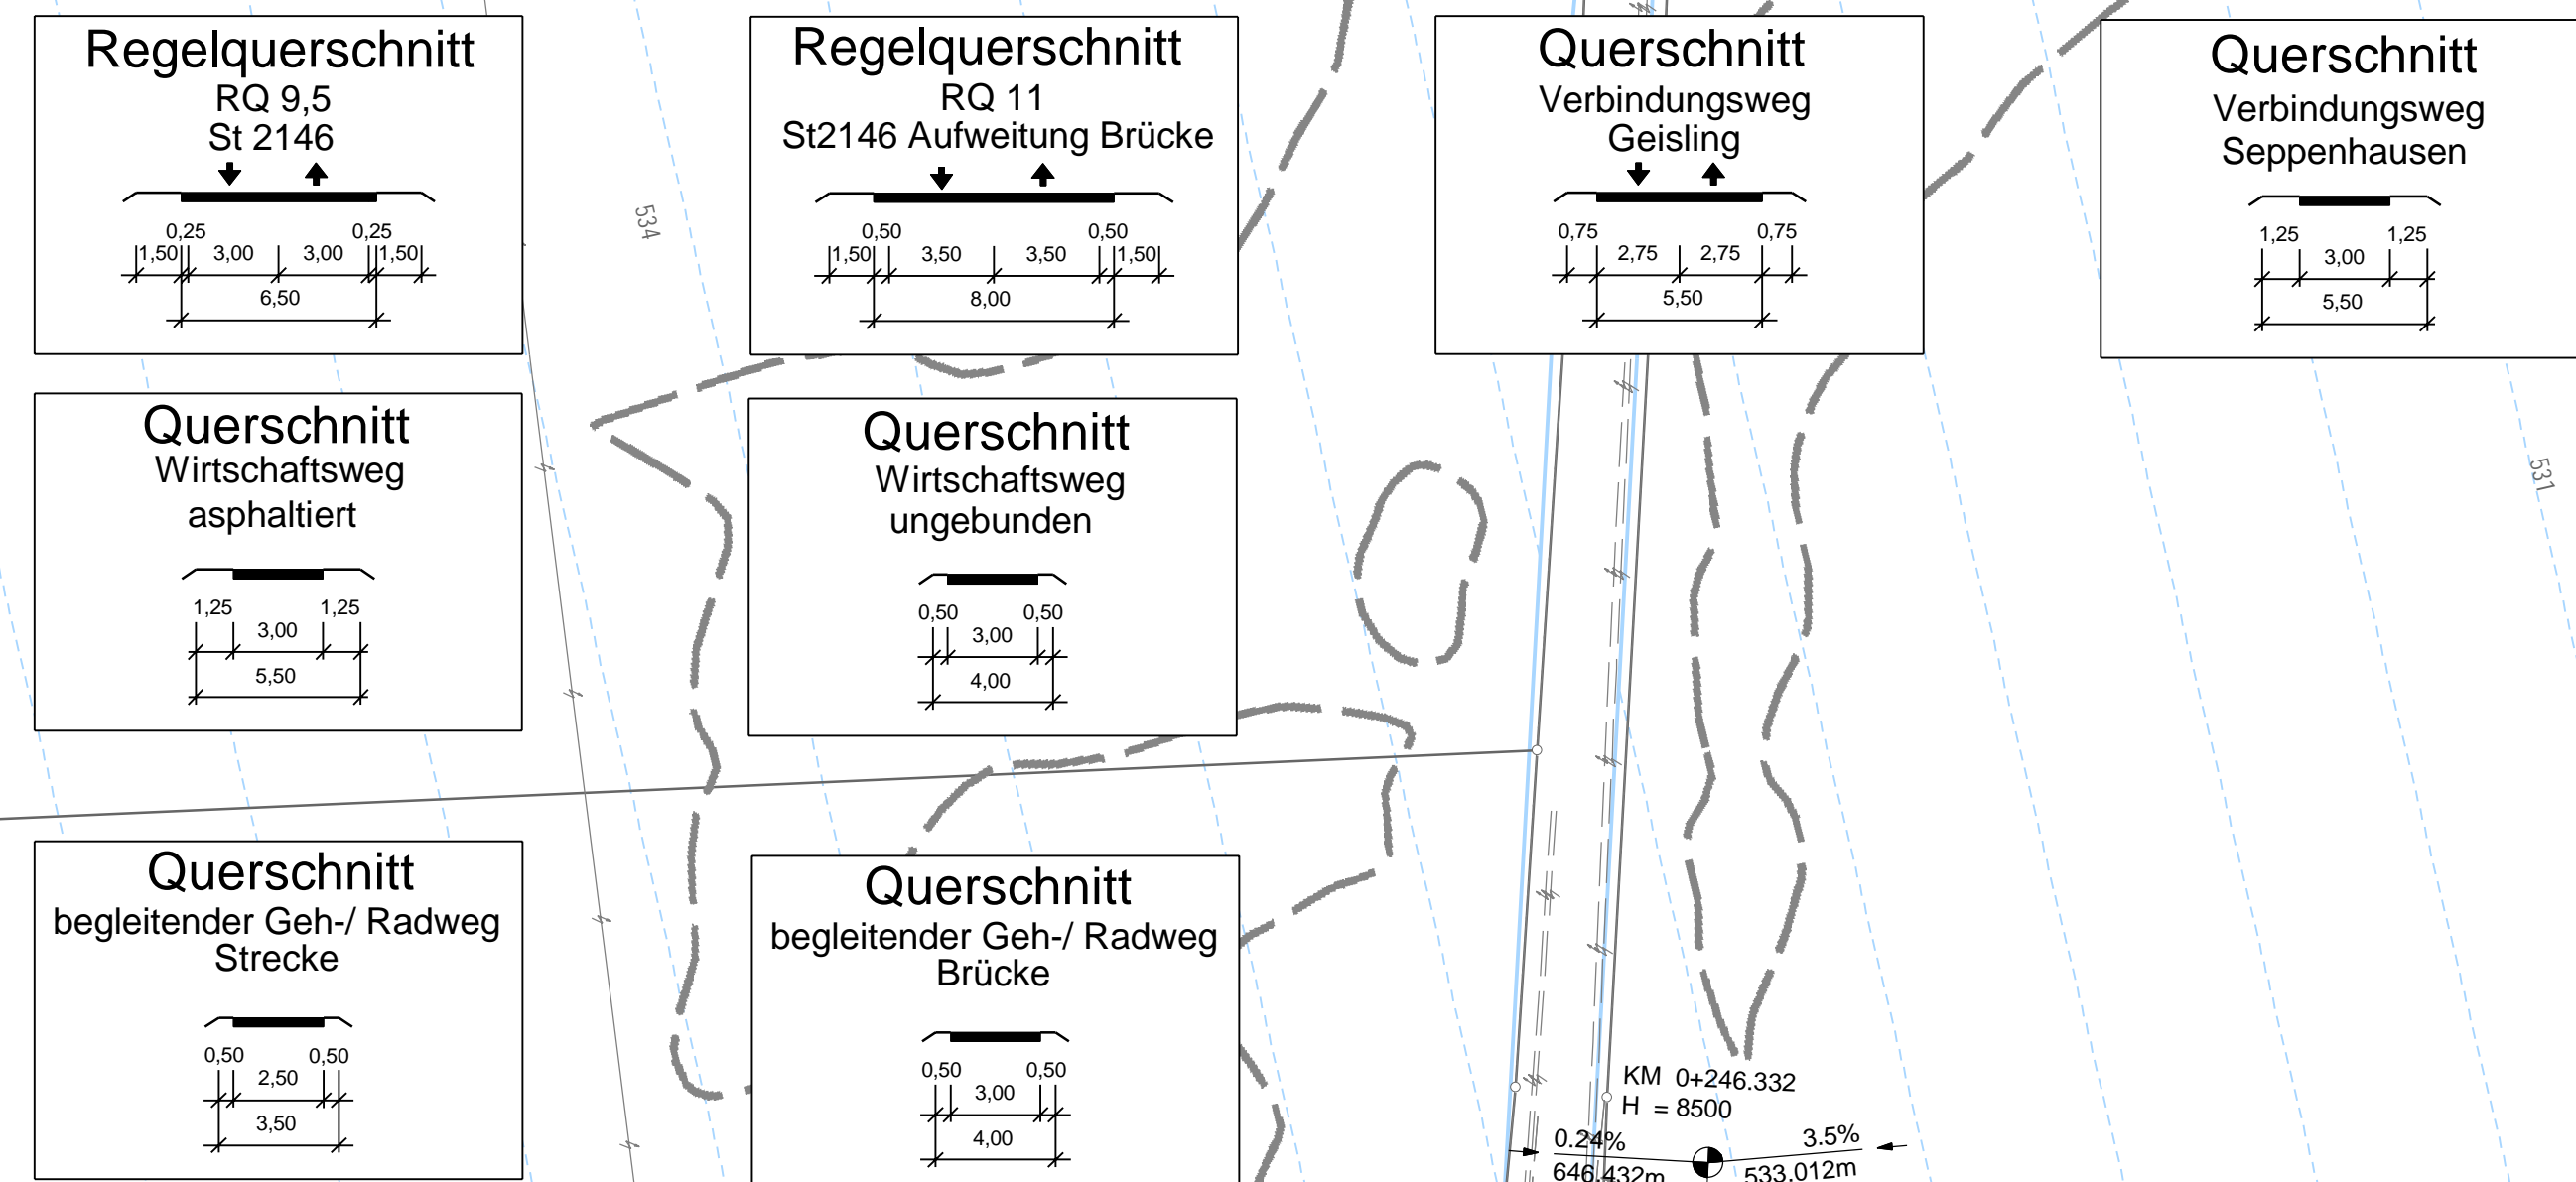 Regelquerschnitt
RQ 9,5
St 2146
0,25 0,25
1,50 3,00 3,00 1,50
6,50
Regelquerschnitt
RQ 11
St2146 Aufweitung Brücke
0,50 0,50
1,50 3,50 3,50 1,50
8,00
Querschnitt
Verbindungsweg
Geisling
0,75 0,75
2,75 2,75
5,50
Querschnitt
Verbindungsweg
Seppenhausen
1,25 1,25
3,00
5,50
534
Querschnitt
Wirtschaftsweg
asphaltiert
1,25 1,25
3,00
5,50
Querschnitt
Wirtschaftsweg
ungebunden
0,50 0,50
3,00
4,00
531
Querschnitt
begleitender Geh-/ Radweg
Strecke
0,50 0,50
2,50
3,50
Querschnitt
begleitender Geh-/ Radweg
Brücke
0,50 0,50
3,00
4,00
KM 0+246.332
H = 8500
0.24% 3.5%
646.432m 533.012m